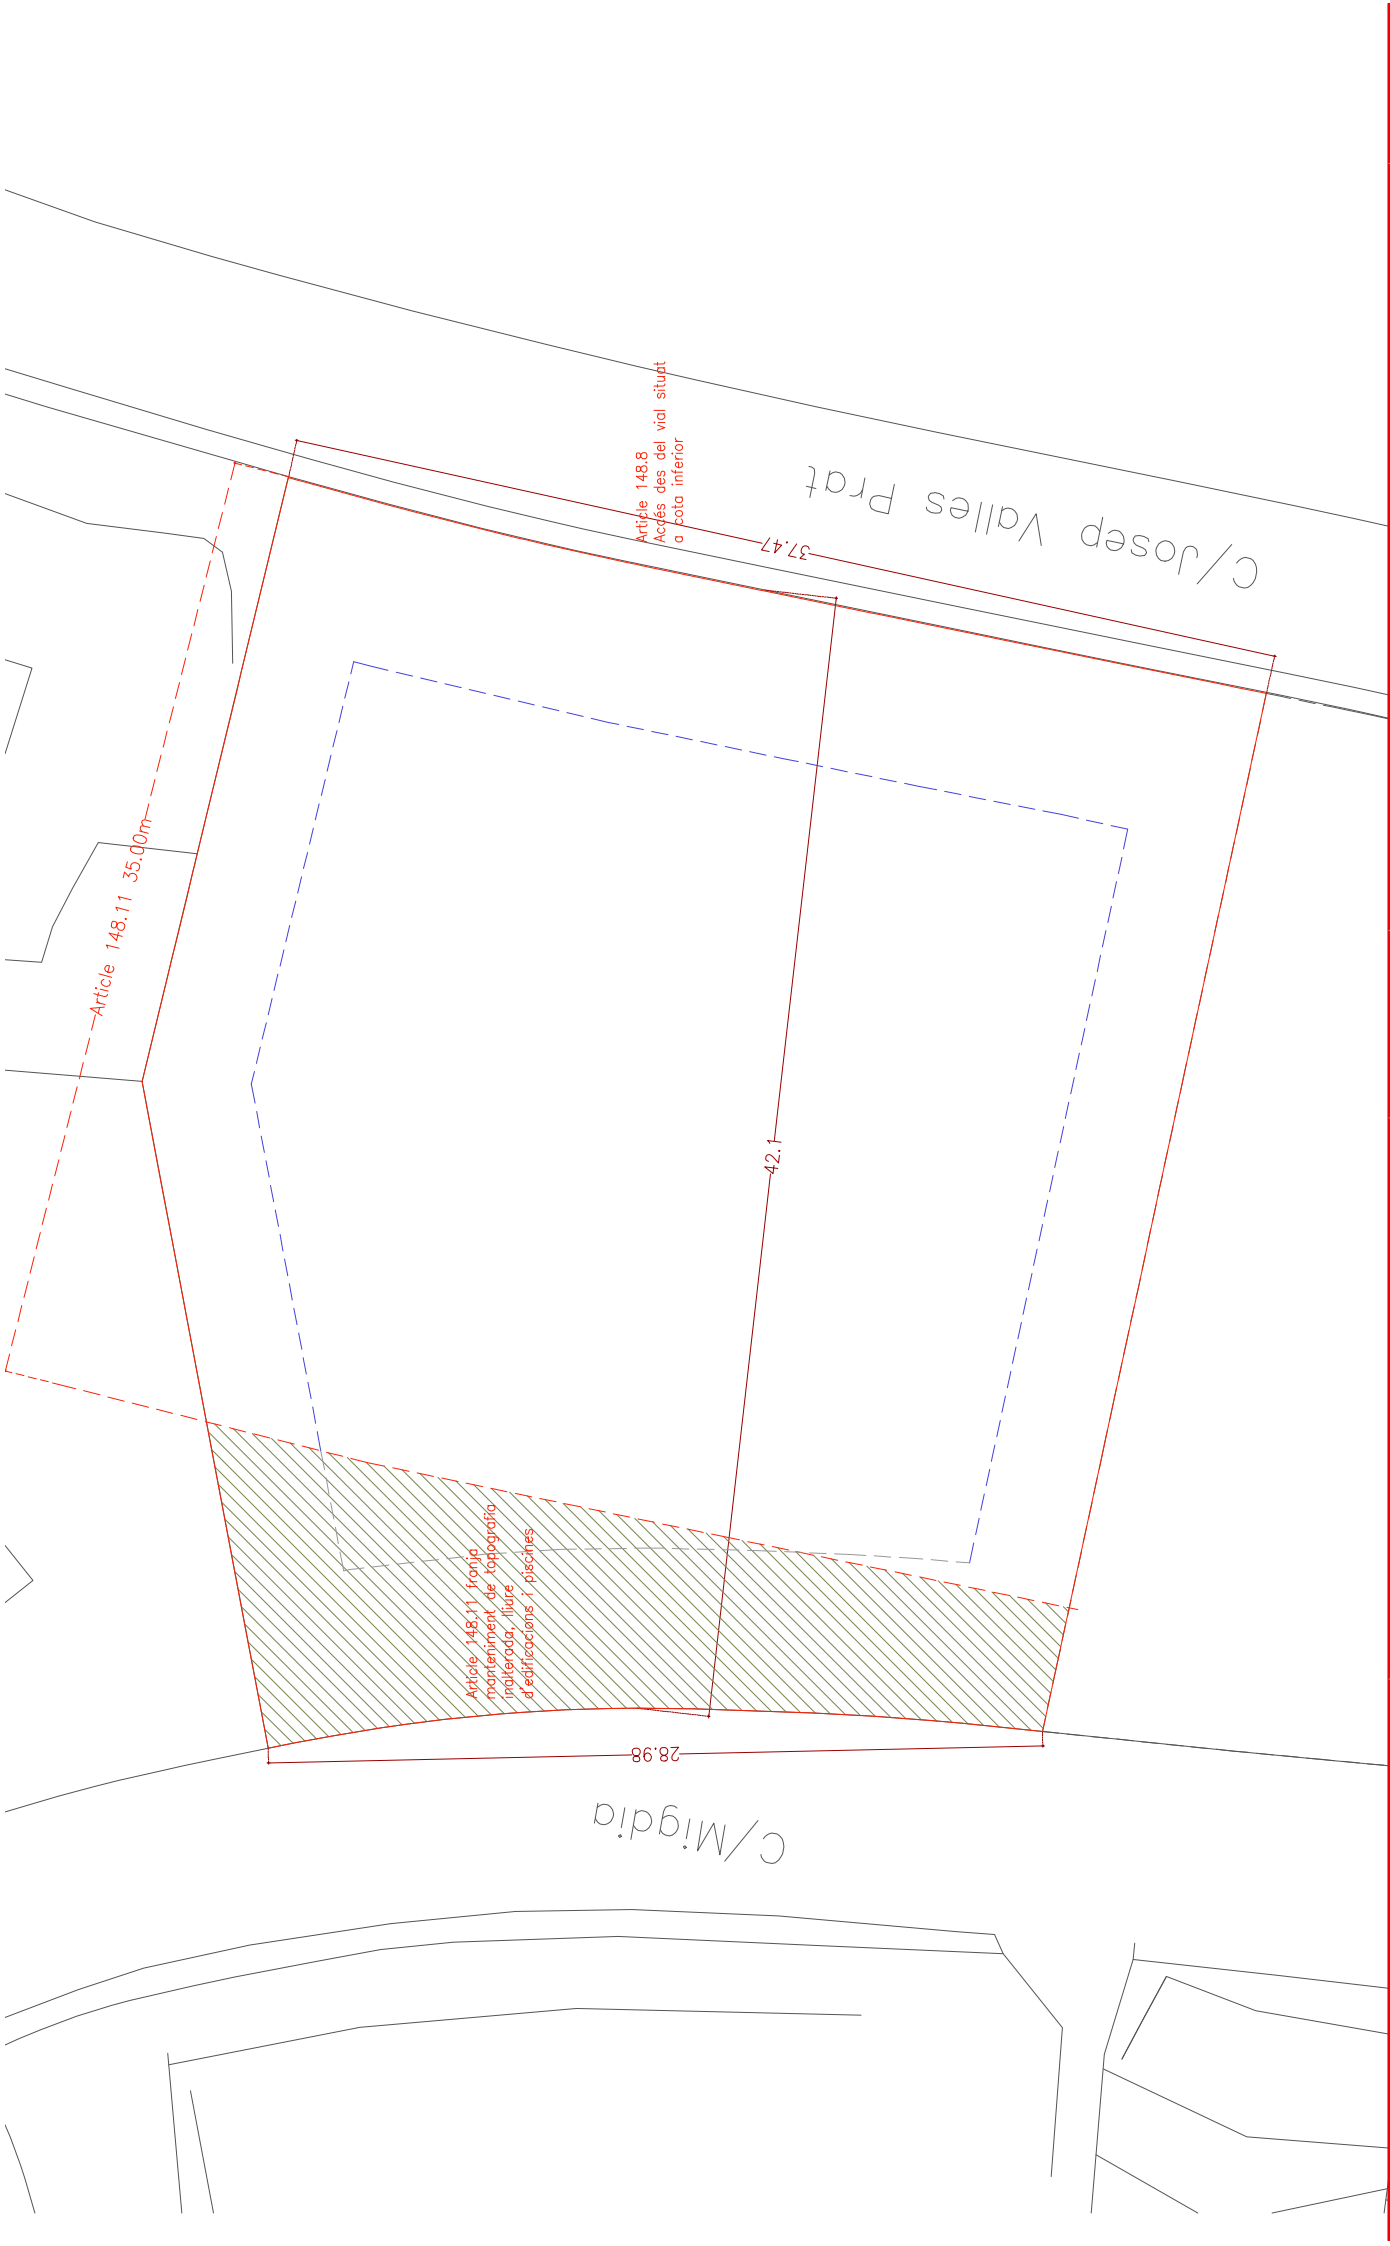 Article 148.8
Accés des del vial situat
a cota inferior
C/Josep Valles Prat
37.47
Article 148.11 35.00m
42.1
Article 148.11 franja
manteniment de topografia
inalterada, lliure
d'edificacions i piscines
28.98
C/Migdia